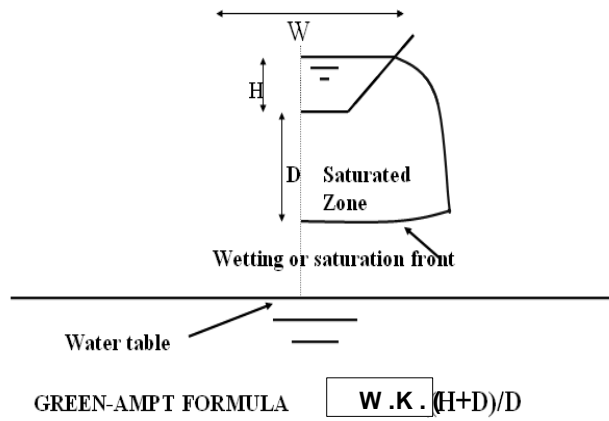 W
H
D Saturated
Zone
Wetting or saturation front
Water table
GREEN-AMPT FORMULA W .K . (H+D)/D